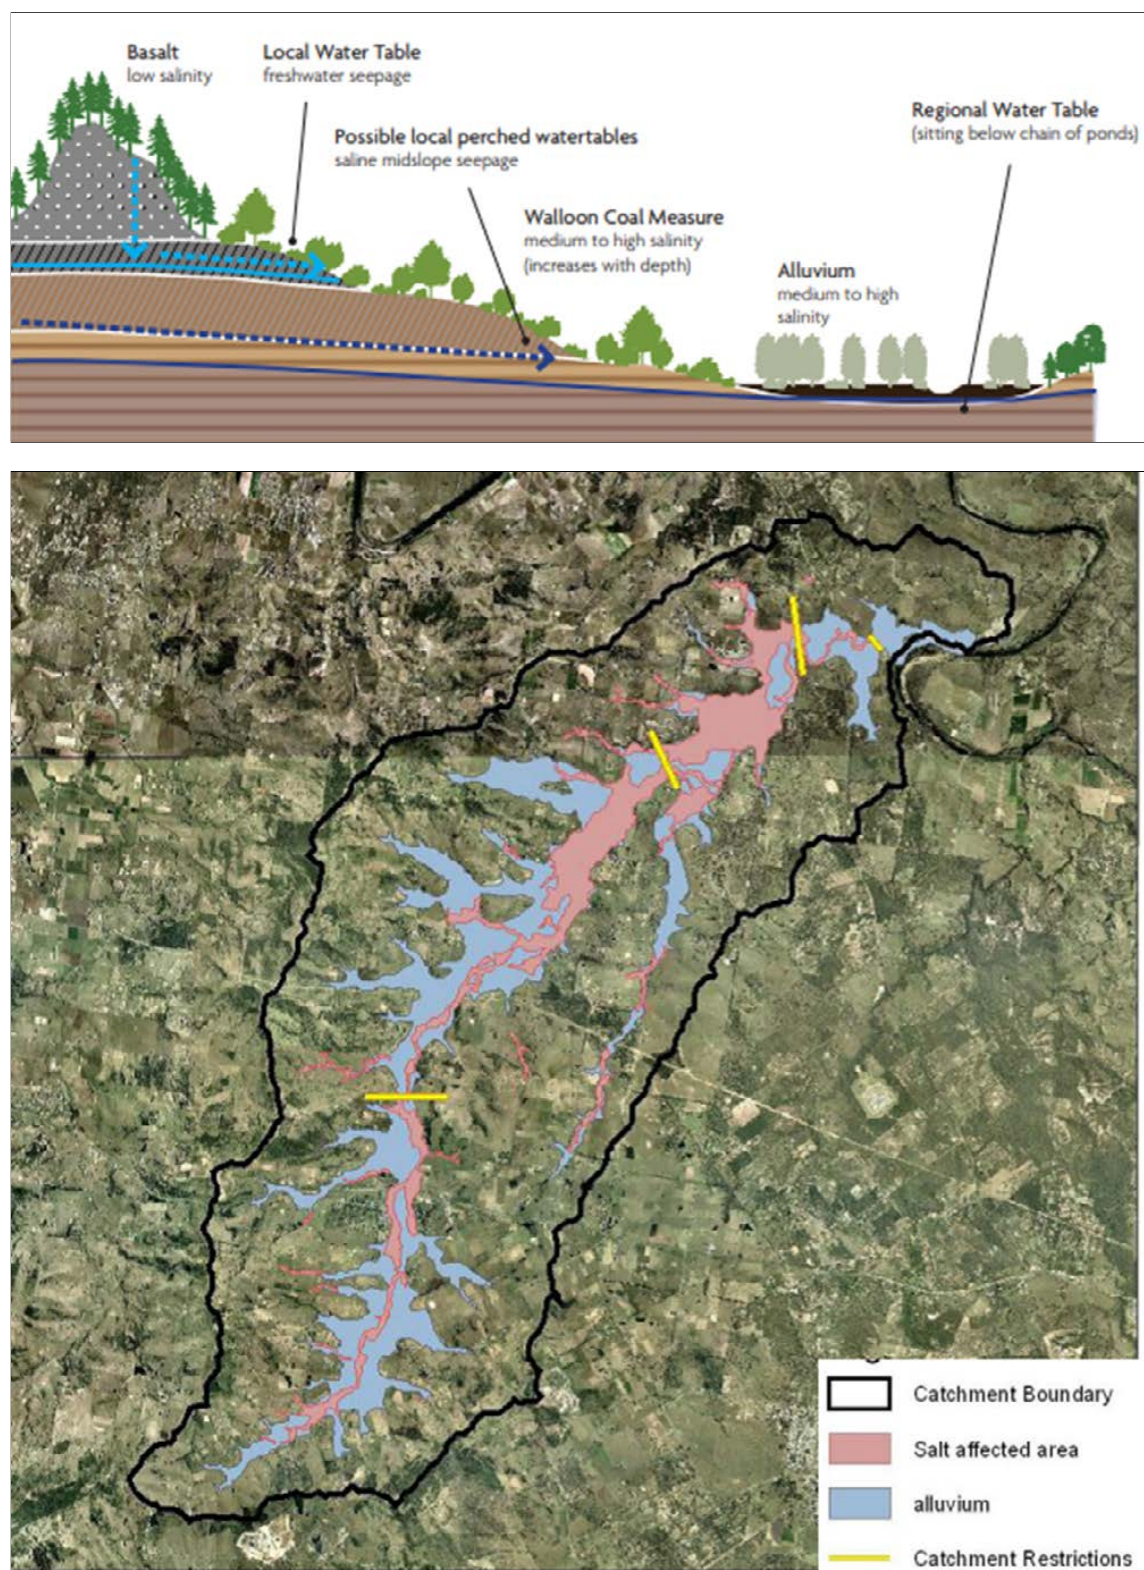 Basalt
low salinity
Local Water Table
freshwater seepage
Possible local perched watertables
saline midslope seepage
Regional Water Table
(sitting below chain of ponds)
Walloon Coal Measure
medium to high salinity
(increases with depth)
Alluvium
medium to high
salinity
Catchment Boundary
Salt affected area
alluvium
Catchment Restrictions